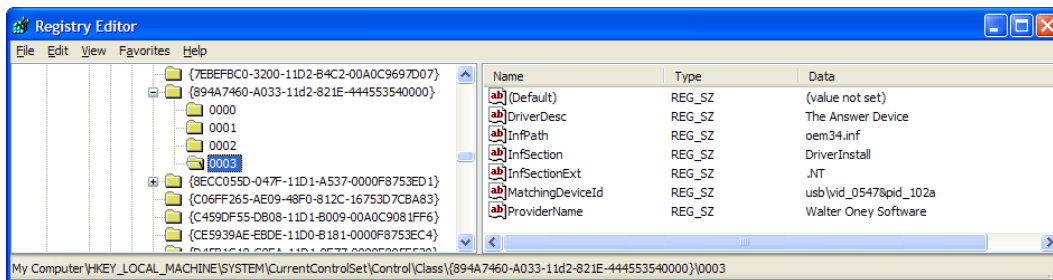 Registry Editor
File Edit View Favorites Help
{7EBEFBC0-3200-11D2-B4C2-00A0C9697D07}
{894A7460-A033-11d2-821E-444553540000}
0000
0001
0002
0003
{8ECC055D-047F-11D1-A537-0000F8753ED1}
{C06FF265-AE09-48F0-812C-16753D7CBA83}
{C459DF55-DB08-11D1-B009-00A0C9081FF6}
{CE5939AE-EBDE-11D0-B181-0000F8753EC4}
Name Type Data
(Default) REG_SZ (value not set)
DriverDesc REG_SZ The Answer Device
InfPath REG_SZ oem34.inf
InfSection REG_SZ DriverInstall
InfSectionExt REG_SZ .NT
MatchingDeviceId REG_SZ usb\vid_0547&pid_102a
ProviderName REG_SZ Walter Oney Software
My Computer\HKEY_LOCAL_MACHINE\SYSTEM\CurrentControlSet\Control\Class\{894A7460-A033-11d2-821E-444553540000}\0003